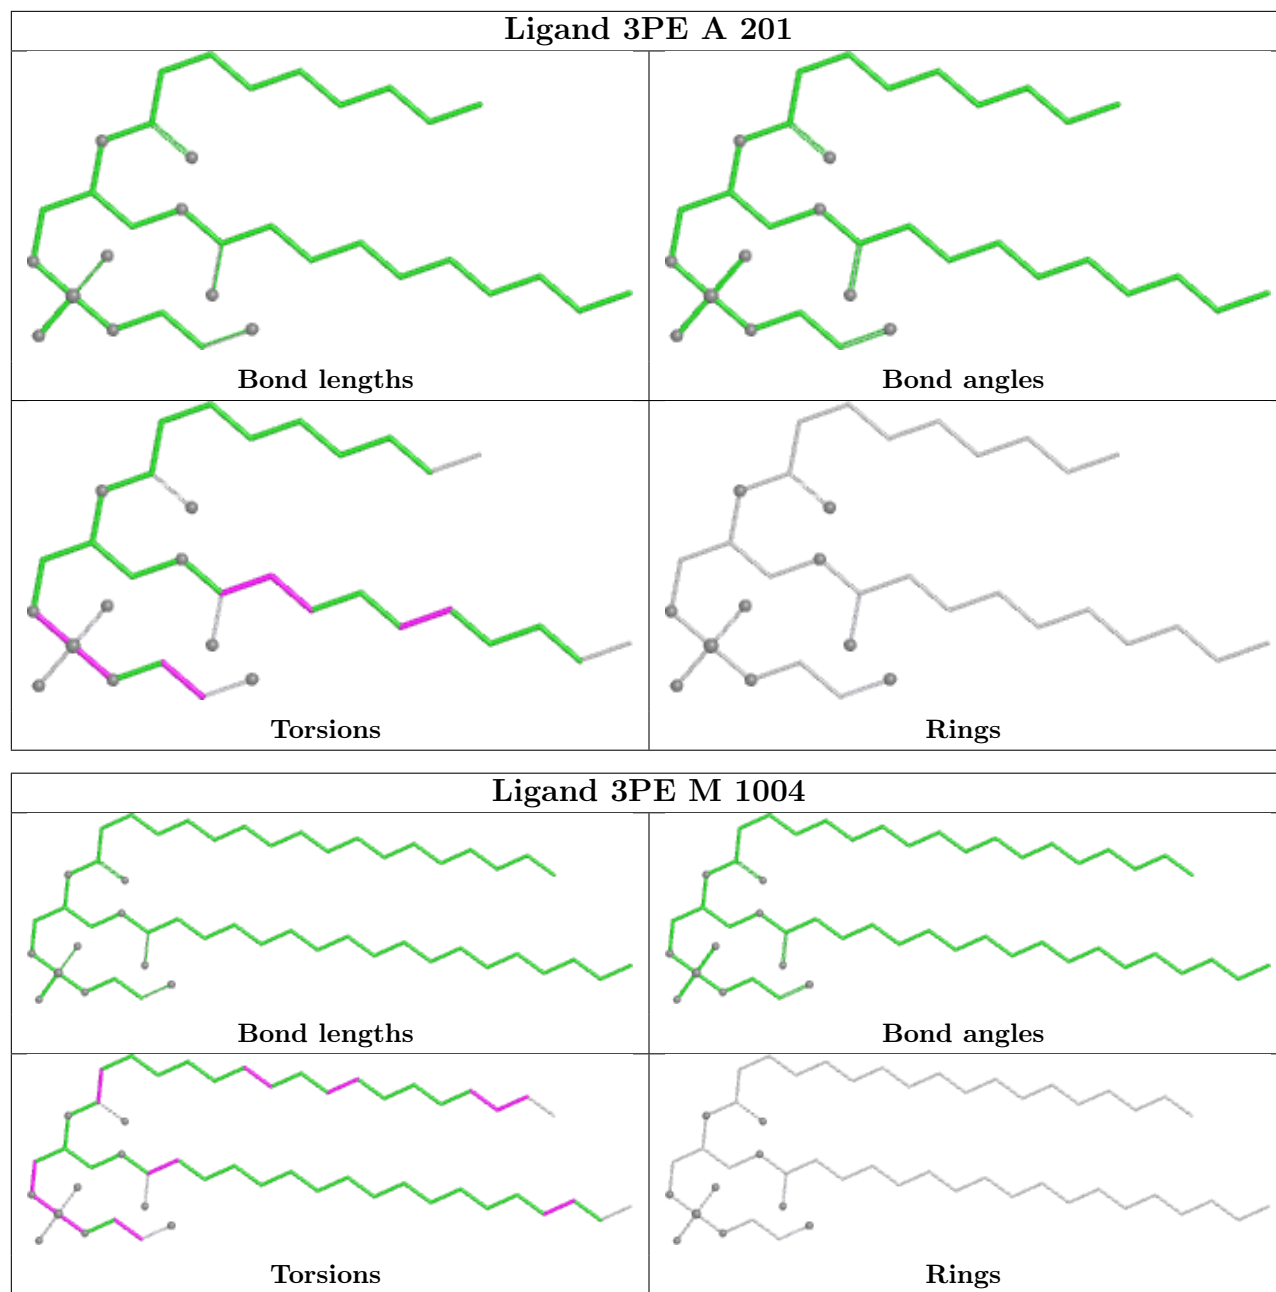 Ligand 3PE A 201
Bond lengths
Bond angles
Torsions
Rings
Ligand 3PE M 1004
Bond lengths
Bond angles
Torsions
Rings